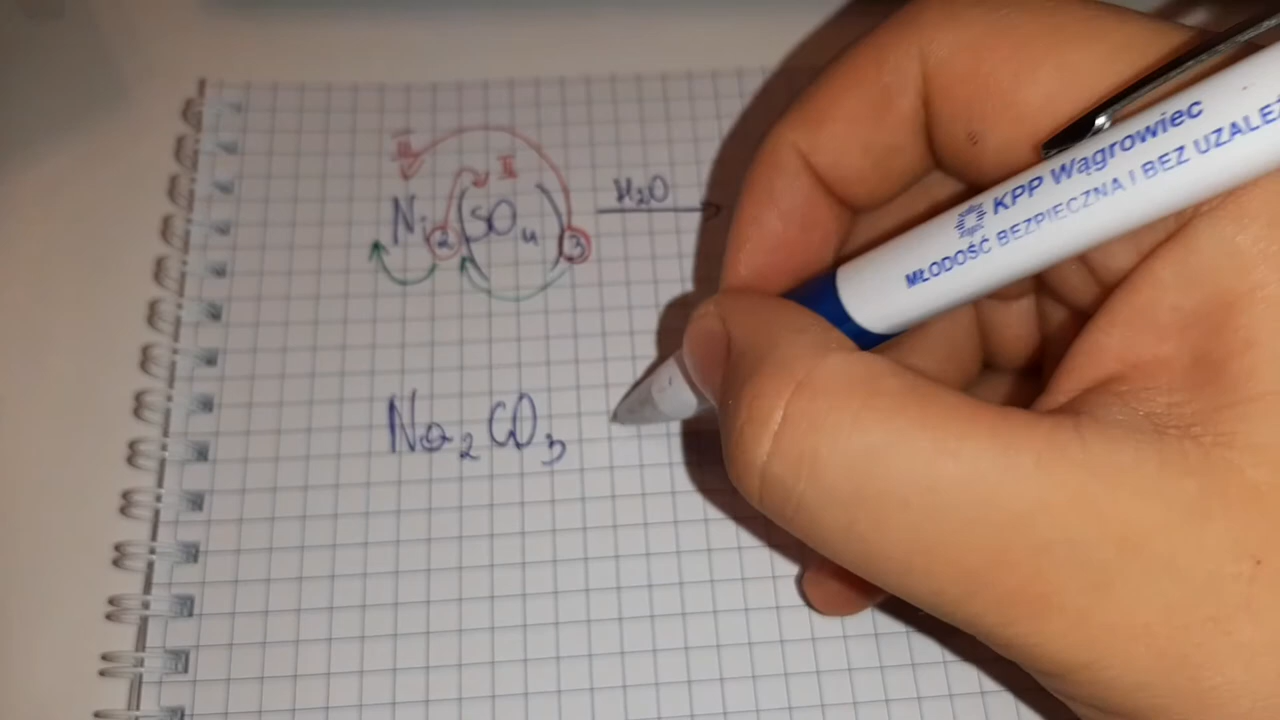 III II
Ni₂(SO₄)₃ H₂O →
Na₂CO₃
KPP Wągrowiec
MŁODOŚĆ BEZPIECZNA I BEZ UZALEŻ